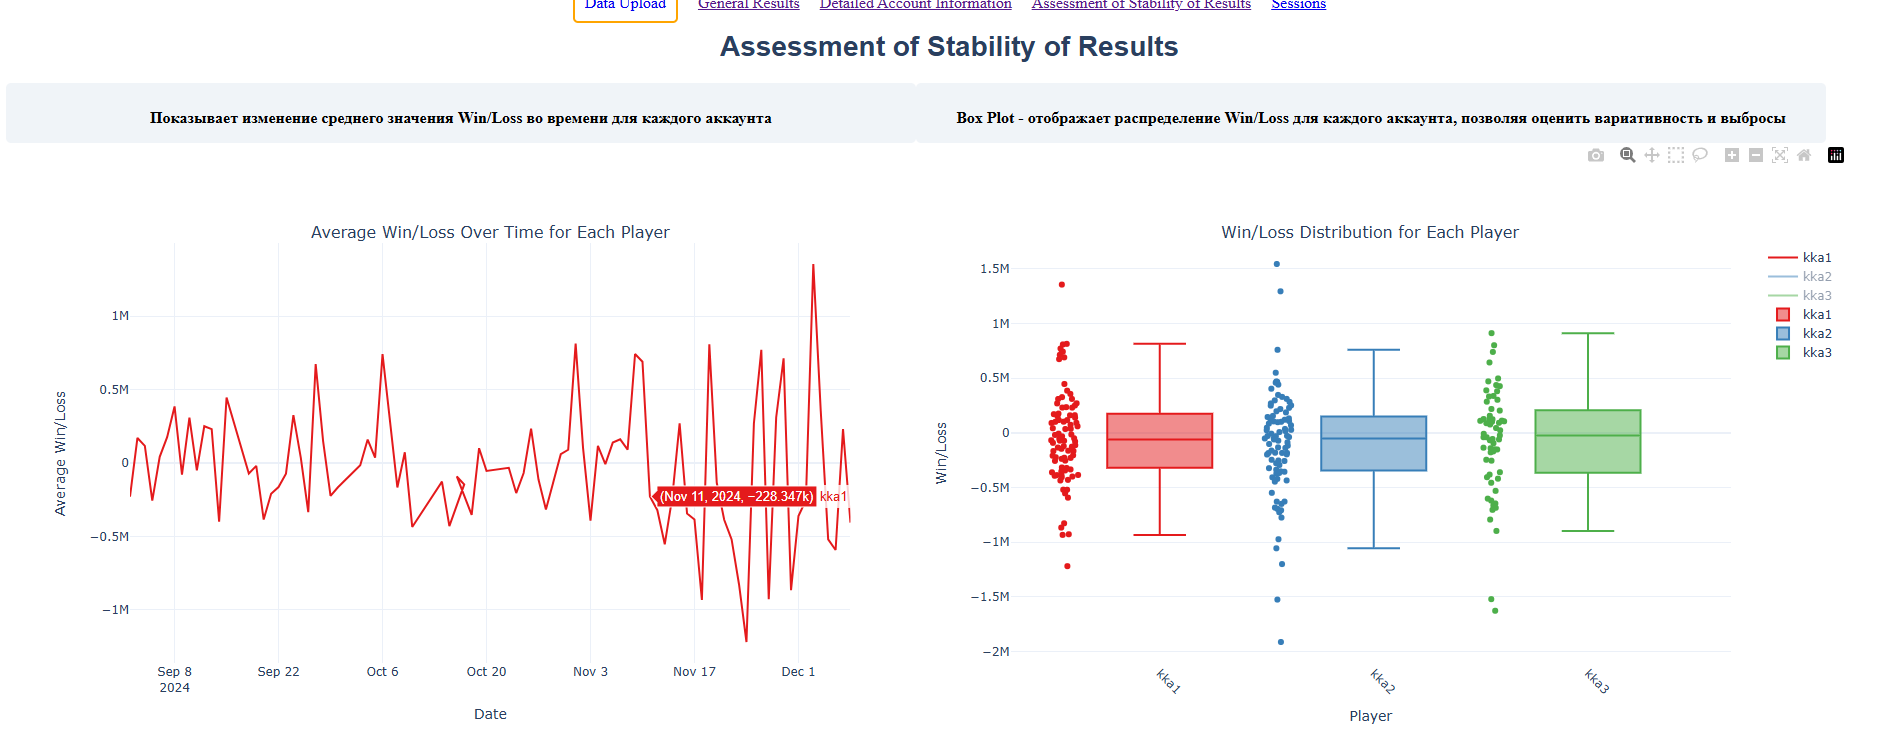 Data Upload General Results Detailed Account Information Assessment of Stability of Results Sessions
Assessment of Stability of Results
Показывает изменение среднего значения Win/Loss во времени для каждого аккаунта
Box Plot - отображает распределение Win/Loss для каждого аккаунта, позволяя оценить вариативность и выбросы
Average Win/Loss Over Time for Each Player
Average Win/Loss
1M
0.5M
0
−0.5M
−1M
(Nov 11, 2024, −228.347k) kka1
Sep 8
2024
Sep 22
Oct 6
Oct 20
Nov 3
Nov 17
Dec 1
Date
Win/Loss Distribution for Each Player
Win/Loss
1.5M
1M
0.5M
0
−0.5M
−1M
−1.5M
−2M
kka1
kka2
kka3
Player
kka1
kka2
kka3
kka1
kka2
kka3